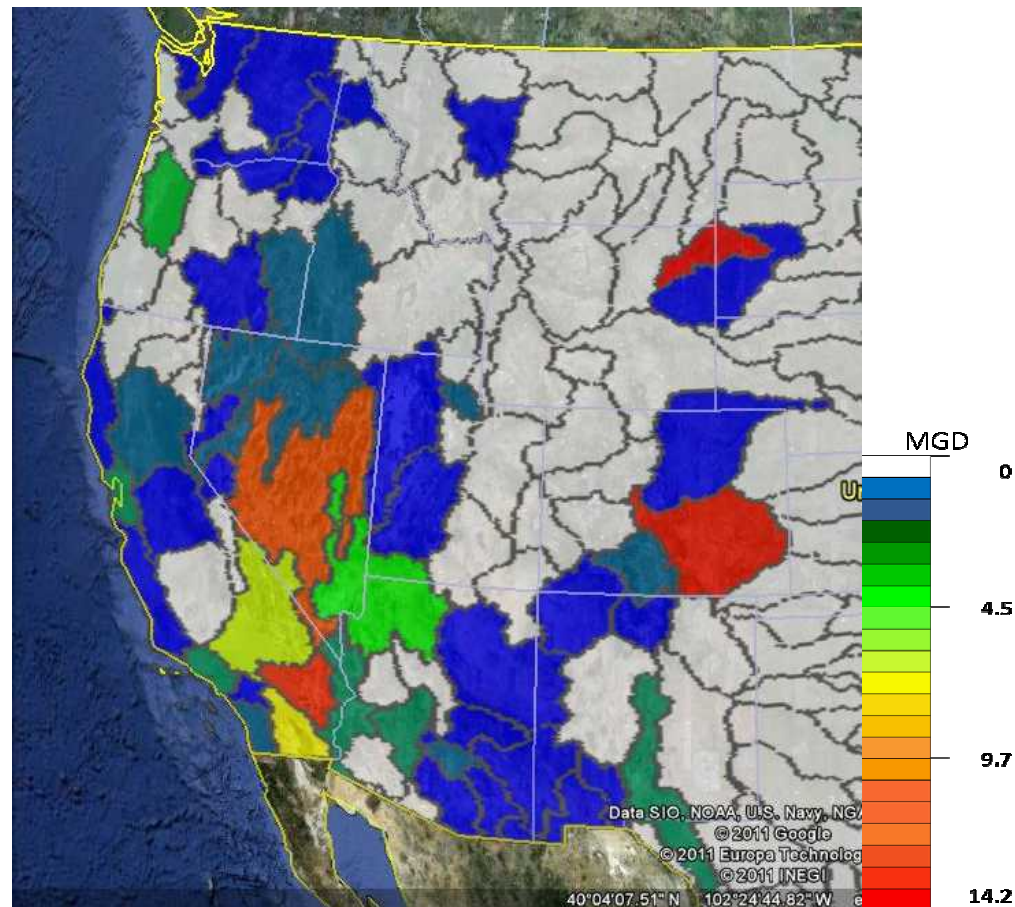 MGD
0
4.5
9.7
14.2
Data SIO, NOAA, U.S. Navy, NGA
© 2011 Google
© 2011 Europa Technolog
© 2011 INEGI
40°04'07.51" N 102°24'44.82" W e